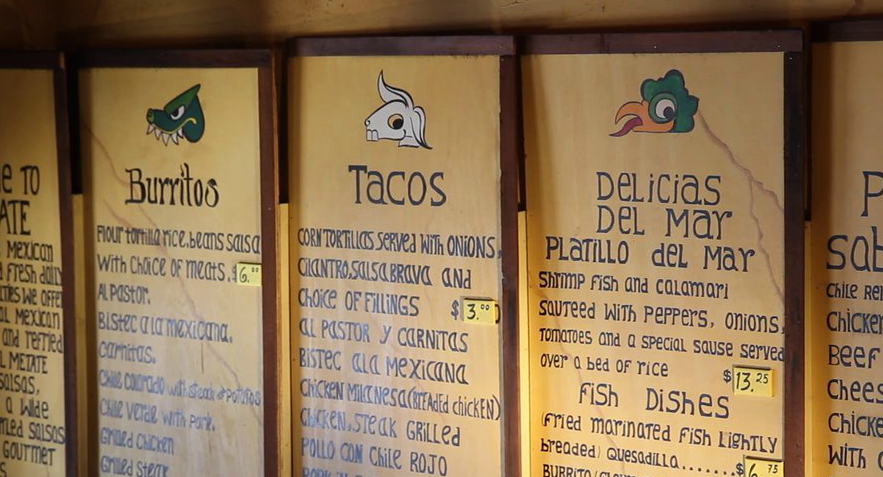 TO
ATE
MEXICAN
FRESH daily
WE OFFER
MEXICAN
and
METATE
SALSAS,
a Wide
SALSAS
GOURMET
Burritos
Flour tortilla rice, beans salsa
With choice of meats. $6.00
Al Pastor.
Bistec a la mexicana.
Carnitas.
Chile Colorado with steak & potatos
Chile Verde with Pork.
Grilled Chicken
Grilled Steak
TACOS
CORN TORTILLAS SERVED WITH ONIONS,
CILANTRO, SALSA BRAVA AND
CHOICE OF FILLINGS $3.00
AL PASTOR Y CARNITAS
BISTEC A LA MEXICANA
CHICKEN MILANESA (BREADED CHICKEN)
CHICKEN, STEAK GRILLED
POLLO CON CHILE ROJO
DELICIAS
DEL MAR
PLATILLO del MAR
Shrimp Fish and calamari
sauteed WITH PEPPERS, ONIONS,
TOMATOES and a special sause served
over a bed of rice $13.25
FISH DISHES
(Fried marinated fish Lightly
breaded) Quesadilla.......$6.75
BURRITO
P
CHILE
Chicken
BEEF
Chees
Chicke
WITH